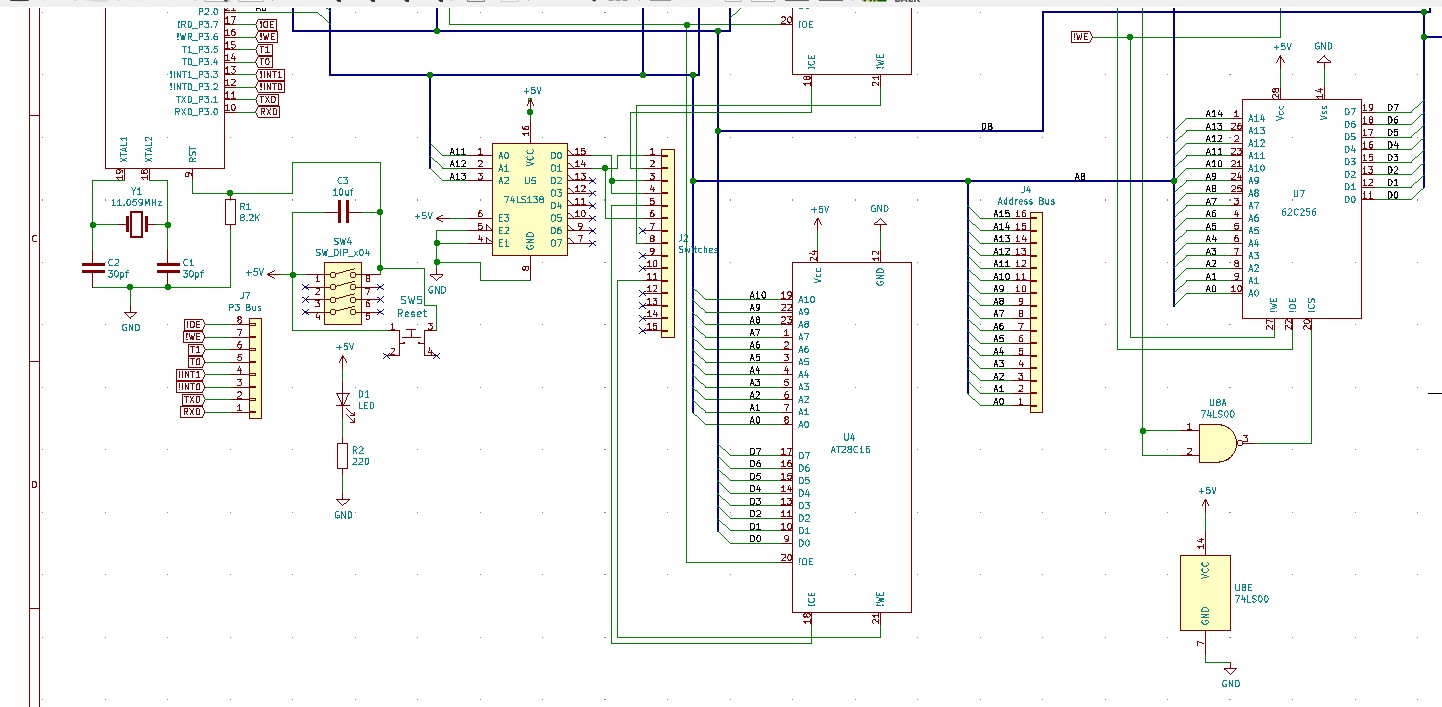 BACK
P2.0 21
!RD_P3.7 17 !OE
!WR_P3.6 16 !WE
T1_P3.5 15 T1
T0_P3.4 14 T0
!INT1_P3.3 13 !INT1
!INT0_P3.2 12 !INT0
TXD_P3.1 11 TXD
RXD_P3.0 10 RXD
XTAL1 XTAL2 RST
19 18 9
Y1
11.059MHz
C2
30pf
C1
30pf
GND
R1
8.2K
C3
10uf
SW4
SW_DIP_x04
+5V
1 8
2 7
3 6
4 5
SW5
Reset
1 3
2 4
J7
P3 Bus
!OE 8
!WE 7
T1 6
T0 5
!INT1 4
!INT0 3
TXD 2
RXD 1
+5V
D1
LED
R2
220
GND
+5V
16
VCC
A11 1 A0 O0 15
A12 2 A1 O1 14
A13 3 A2 O2 13
U5 O3 12
74LS138 O4 11
+5V 6 E3 O5 10
5 E2 O6 9
4 E1 O7 7
GND
8
GND
1
2
3
4
5
6
7
8
9
10
11
12
13
14
15
J2
Switches
20 !OE
!CE !WE
18 21
DB
AB
+5V GND
24 12
Vcc GND
A10 19 A10
A9 22 A9
A8 23 A8
A7 1 A7
A6 2 A6
A5 3 A5
A4 4 A4
A3 5 A3
A2 6 A2
A1 7 A1
A0 8 A0
U4
AT28C16
D7 17 D7
D6 16 D6
D5 15 D5
D4 14 D4
D3 13 D3
D2 11 D2
D1 10 D1
D0 9 D0
20 !OE
!CE !WE
18 21
J4
Address Bus
A15 16
A14 15
A13 14
A12 13
A11 12
A10 11
A9 10
A8 9
A7 8
A6 7
A5 6
A4 5
A3 4
A2 3
A1 2
A0 1
!WE
+5V GND
28 14
Vcc Vss
A14 1 A14
A13 26 A13
A12 2 A12
A11 23 A11
A10 21 A10
A9 24 A9
A8 25 A8
A7 3 A7
A6 4 A6
A5 5 A5
A4 6 A4
A3 7 A3
A2 8 A2
A1 9 A1
A0 10 A0
U7
62C256
D7 19 D7
D6 18 D6
D5 17 D5
D4 16 D4
D3 15 D3
D2 13 D2
D1 12 D1
D0 11 D0
!WE !OE !CS
27 22 20
U8A
74LS00
1
2
3
+5V
14
VCC
U8E
74LS00
GND
7
GND
C
D
C
D